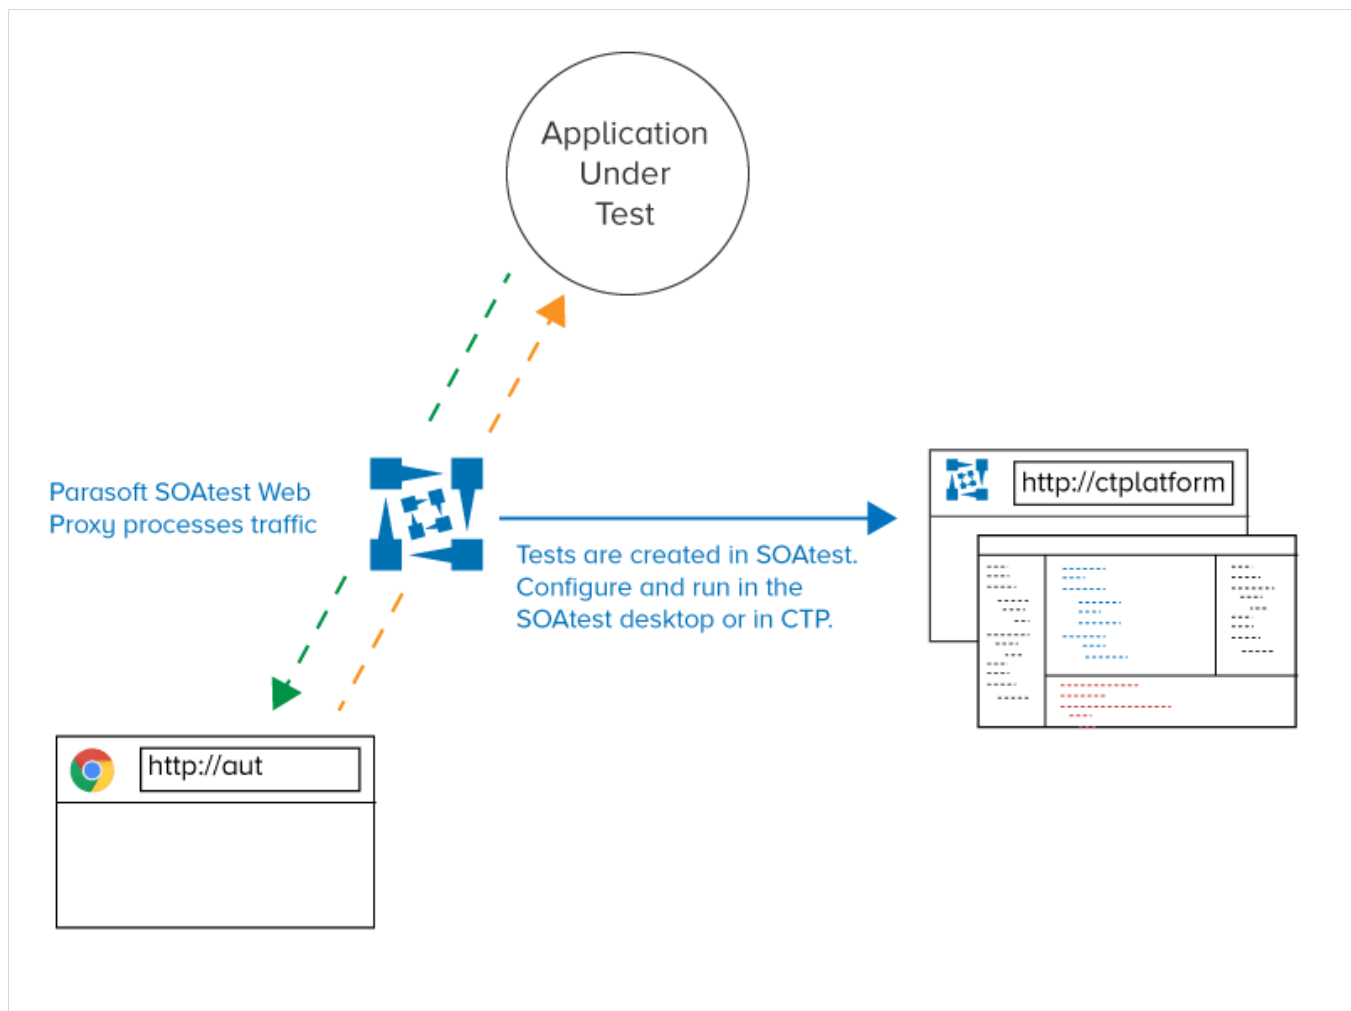 Application
Under
Test
Parasoft SOAtest Web
Proxy processes traffic
http://ctplatform
Tests are created in SOAtest.
Configure and run in the
SOAtest desktop or in CTP.
http://aut